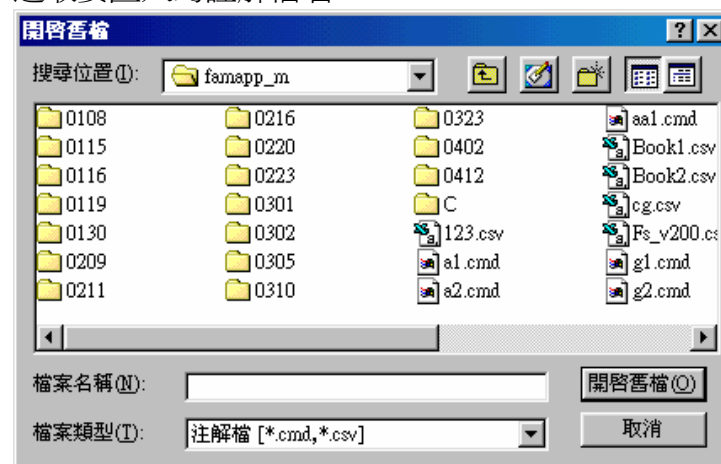 開啓舊檔
搜尋位置(I): famapp_m
0108 0216 0323 aa1.cmd
0115 0220 0402 Book1.csv
0116 0223 0412 Book2.csv
0119 0301 C cg.csv
0130 0302 123.csv Fs_v200.cs
0209 0305 a1.cmd g1.cmd
0211 0310 a2.cmd g2.cmd
檔案名稱(N): 開啓舊檔(O)
檔案類型(T): 注解檔 [*.cmd,*.csv] 取消